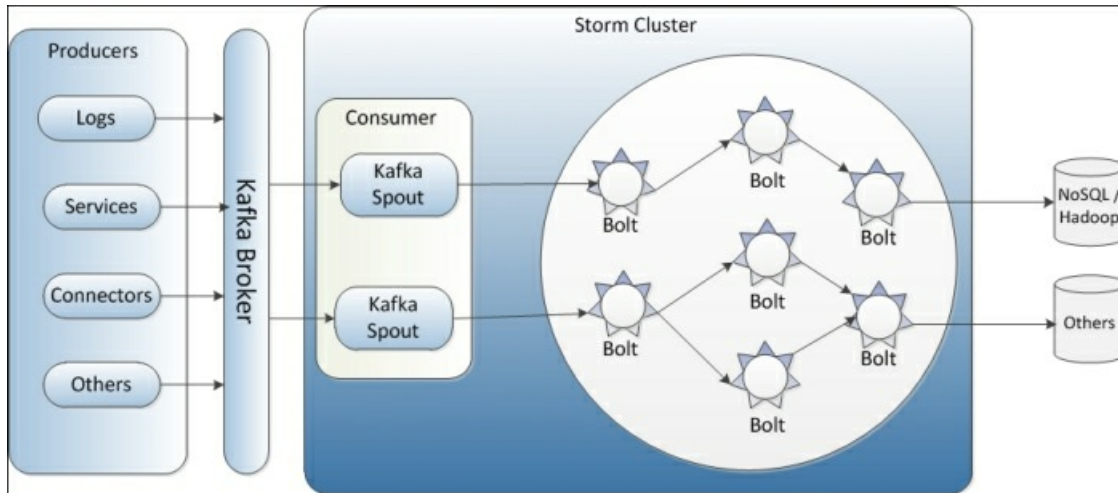 Producers
Logs
Services
Connectors
Others
Kafka Broker
Storm Cluster
Consumer
Kafka
Spout
Kafka
Spout
Bolt
Bolt
Bolt
Bolt
Bolt
Bolt
Bolt
NoSQL /
Hadoop
Others